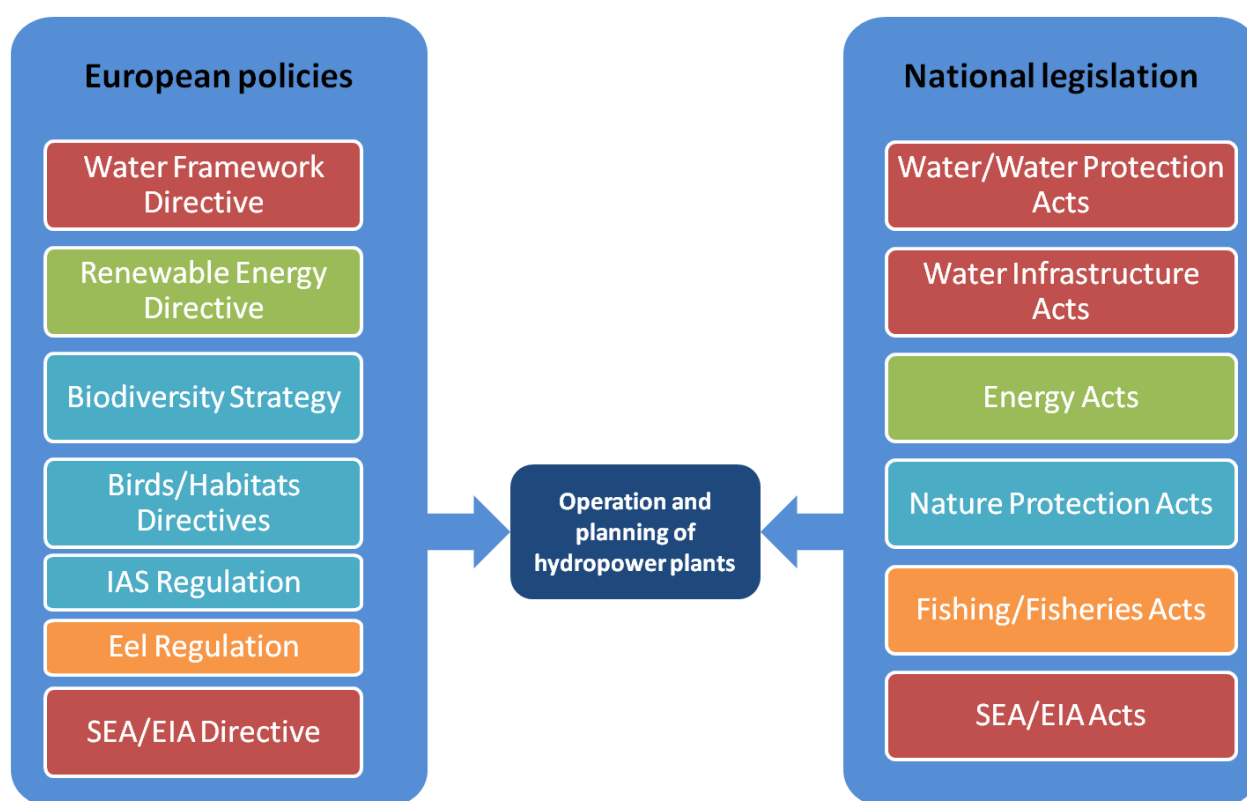 European policies
Water Framework
Directive
Renewable Energy
Directive
Biodiversity Strategy
Birds/Habitats
Directives
IAS Regulation
Eel Regulation
SEA/EIA Directive
Operation and
planning of
hydropower plants
National legislation
Water/Water Protection
Acts
Water Infrastructure
Acts
Energy Acts
Nature Protection Acts
Fishing/Fisheries Acts
SEA/EIA Acts